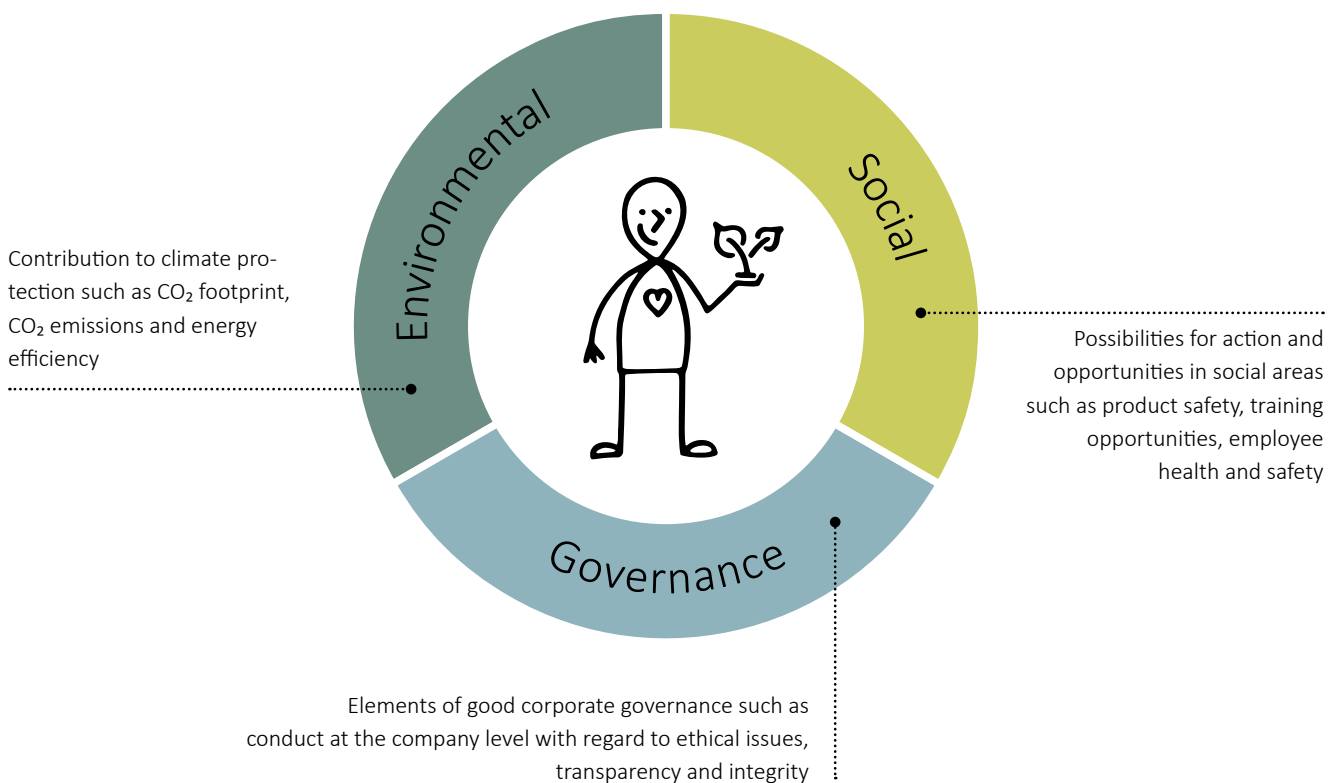 Environmental
Social
Contribution to climate pro-
tection such as CO₂ footprint,
CO₂ emissions and energy
efficiency
Possibilities for action and
opportunities in social areas
such as product safety, training
opportunities, employee
health and safety
Governance
Elements of good corporate governance such as
conduct at the company level with regard to ethical issues,
transparency and integrity